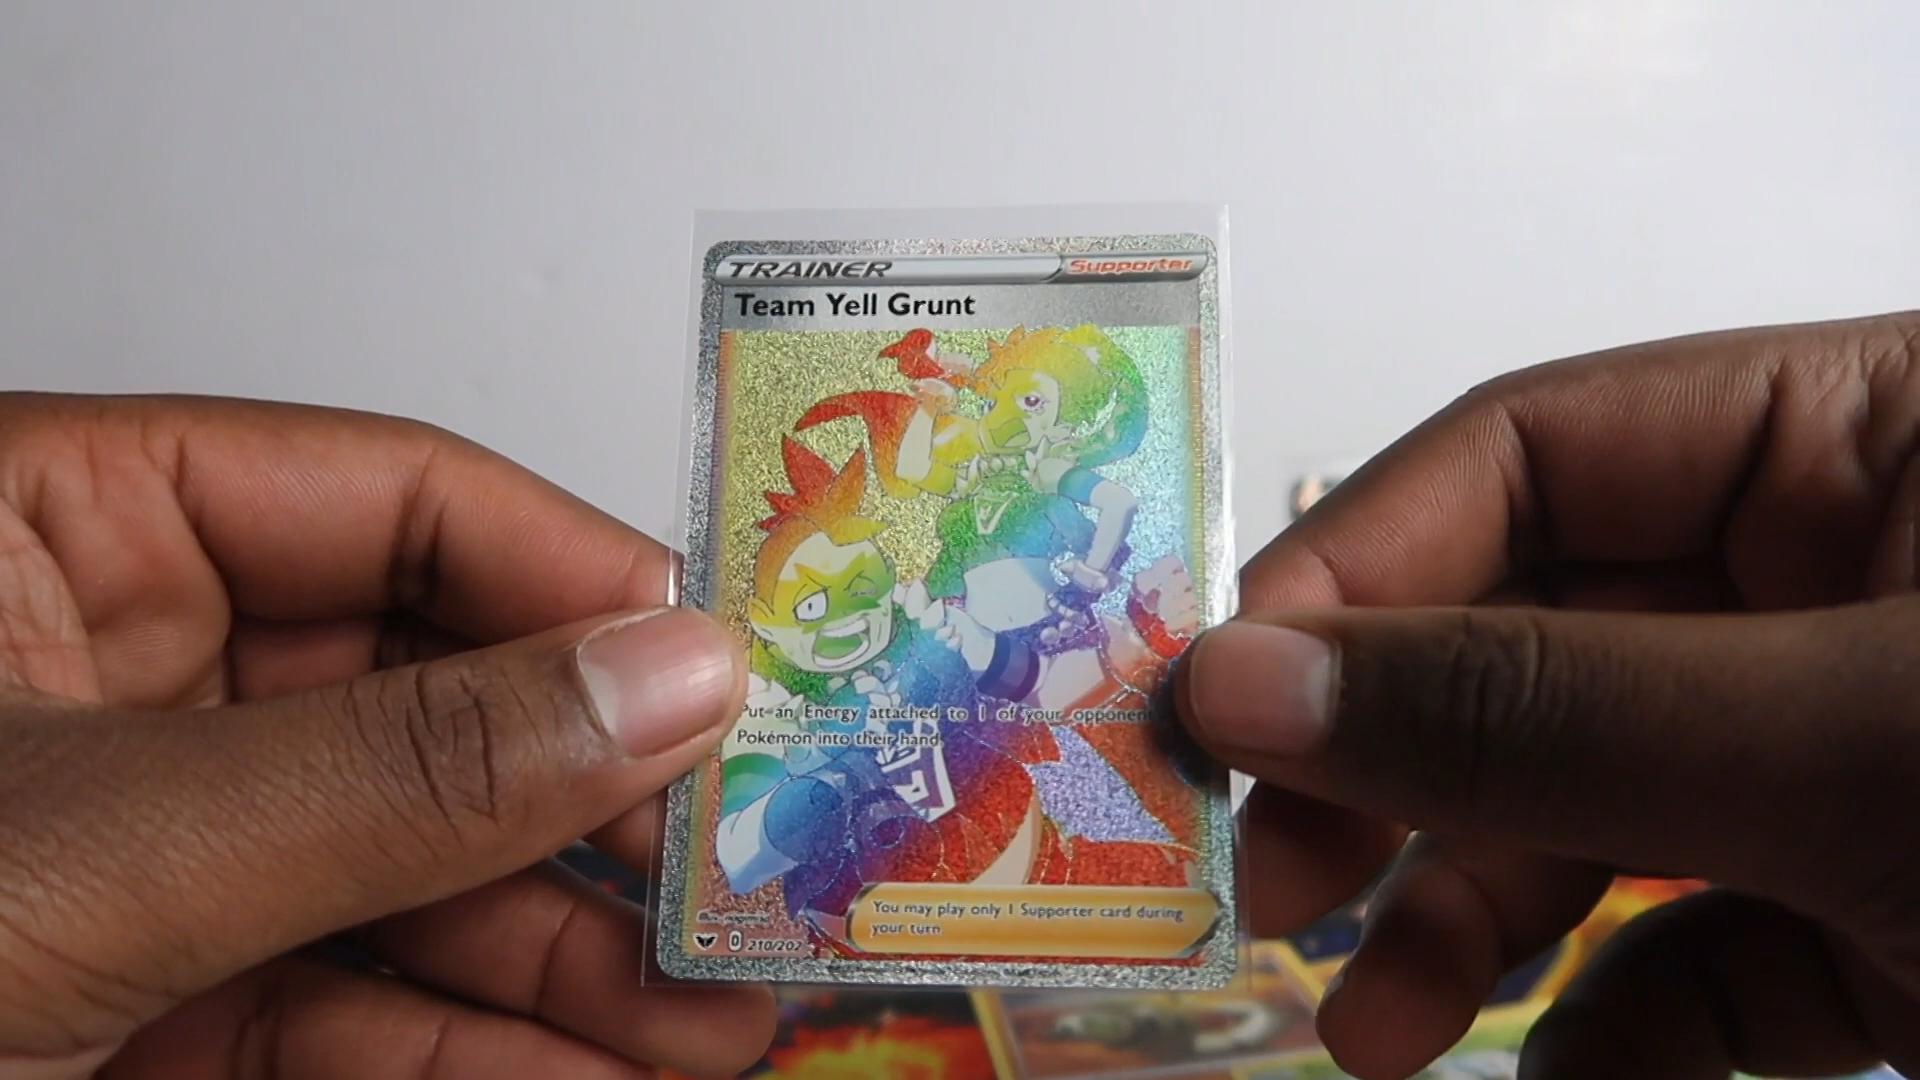 TRAINER Supporter
Team Yell Grunt
Put an Energy attached to 1 of your opponent
Pokémon into their hand.
You may play only 1 Supporter card during
your turn.
210/202